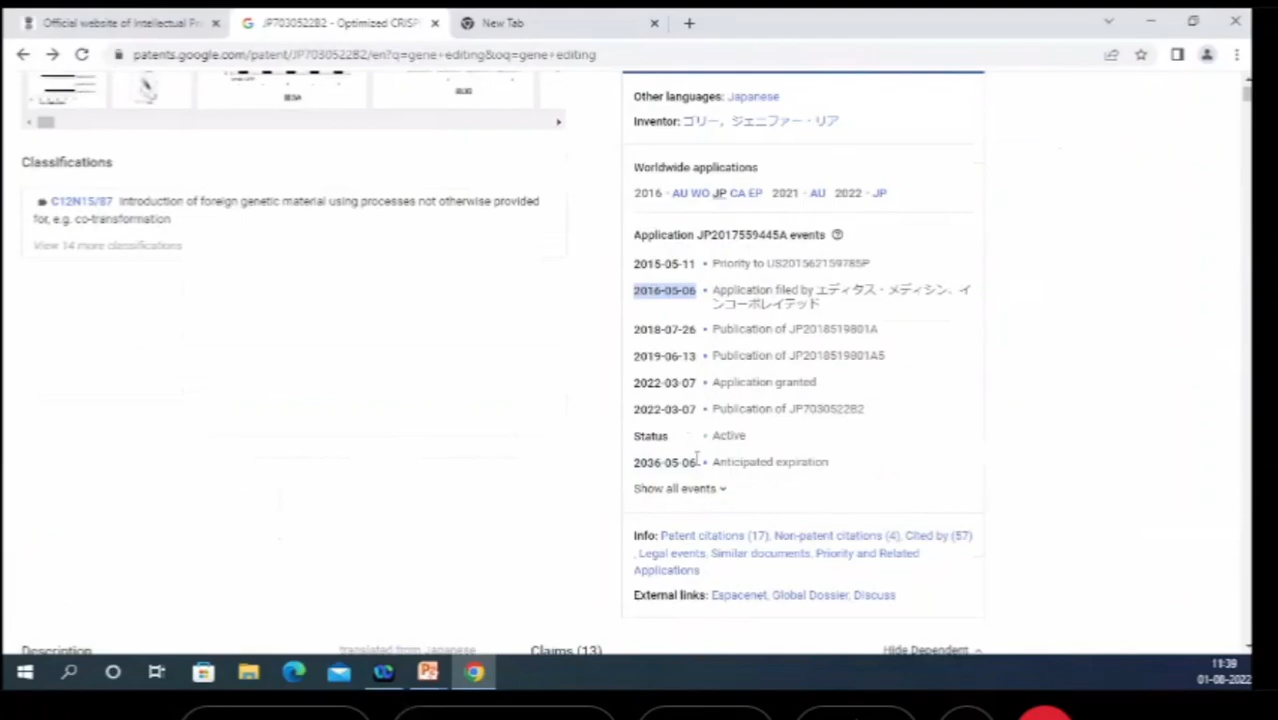 Official website of Intellectual Pr
JP7030522B2 - Optimized CRISP
New Tab
patents.google.com/patent/JP7030522B2/en?q=gene+editing&oq=gene+editing
Other languages: Japanese
Inventor: ゴリー，ジェニファー・リア
Classifications
Worldwide applications
2016 · AU WO JP CA EP 2021 · AU 2022 · JP
C12N15/87 Introduction of foreign genetic material using processes not otherwise provided
for, e.g. co-transformation
View 14 more classifications
Application JP2017559445A events
2015-05-11 • Priority to US201562159785P
2016-05-06 • Application filed by エディタス・メディシン、イ
ンコーポレイテッド
2018-07-26 • Publication of JP2018519801A
2019-06-13 • Publication of JP2018519801A5
2022-03-07 • Application granted
2022-03-07 • Publication of JP7030522B2
Status • Active
2036-05-06 • Anticipated expiration
Show all events
Info: Patent citations (17), Non-patent citations (4), Cited by (57)
, Legal events, Similar documents, Priority and Related
Applications
External links: Espacenet, Global Dossier, Discuss
Description translated from Japanese Claims (13) Hide Dependent
11:39
01-08-2022